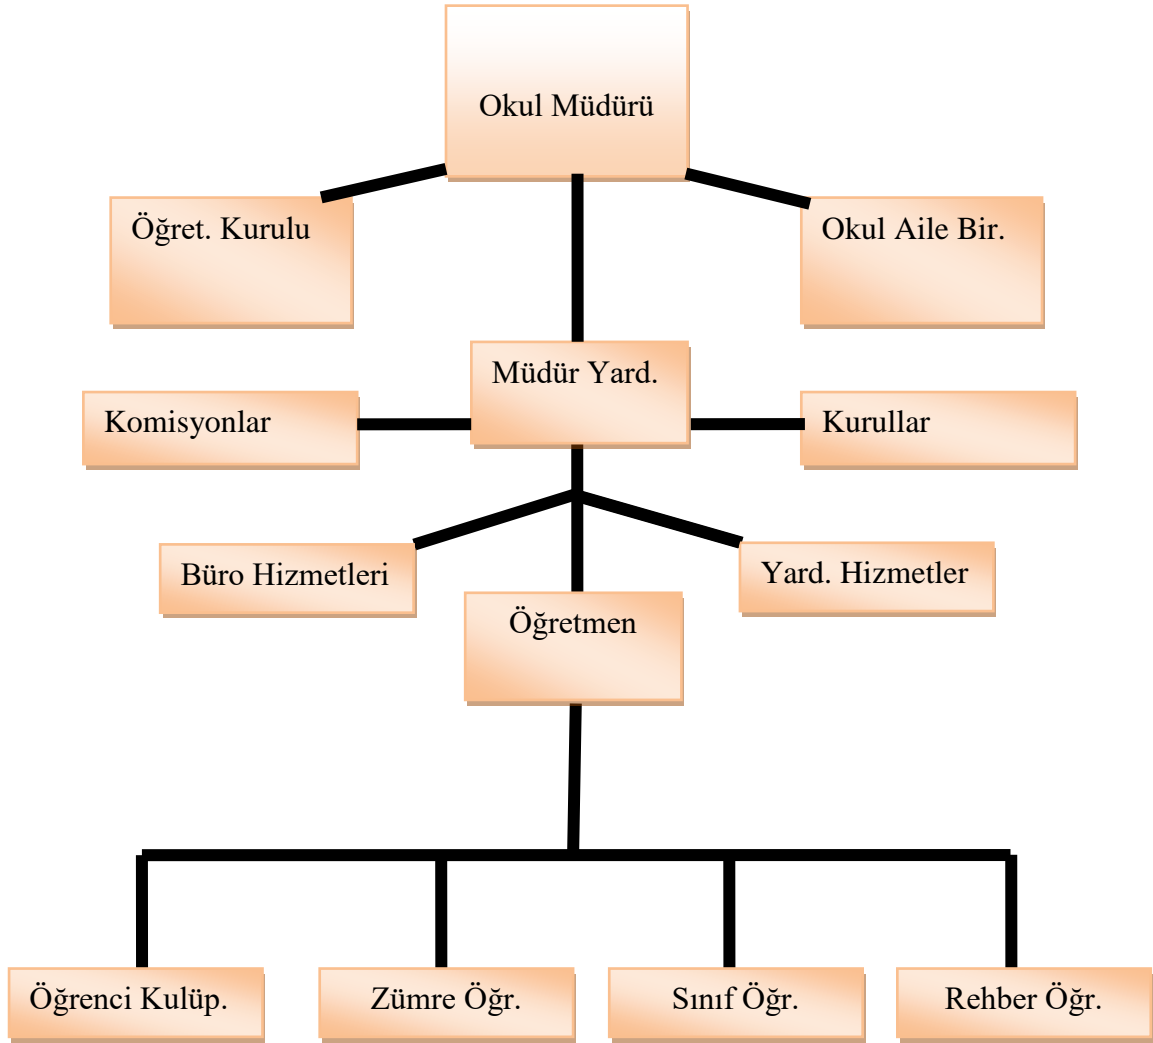 Okul Müdürü
Öğret. Kurulu
Okul Aile Bir.
Müdür Yard.
Komisyonlar
Kurullar
Büro Hizmetleri
Yard. Hizmetler
Öğretmen
Öğrenci Kulüp.
Zümre Öğr.
Sınıf Öğr.
Rehber Öğr.